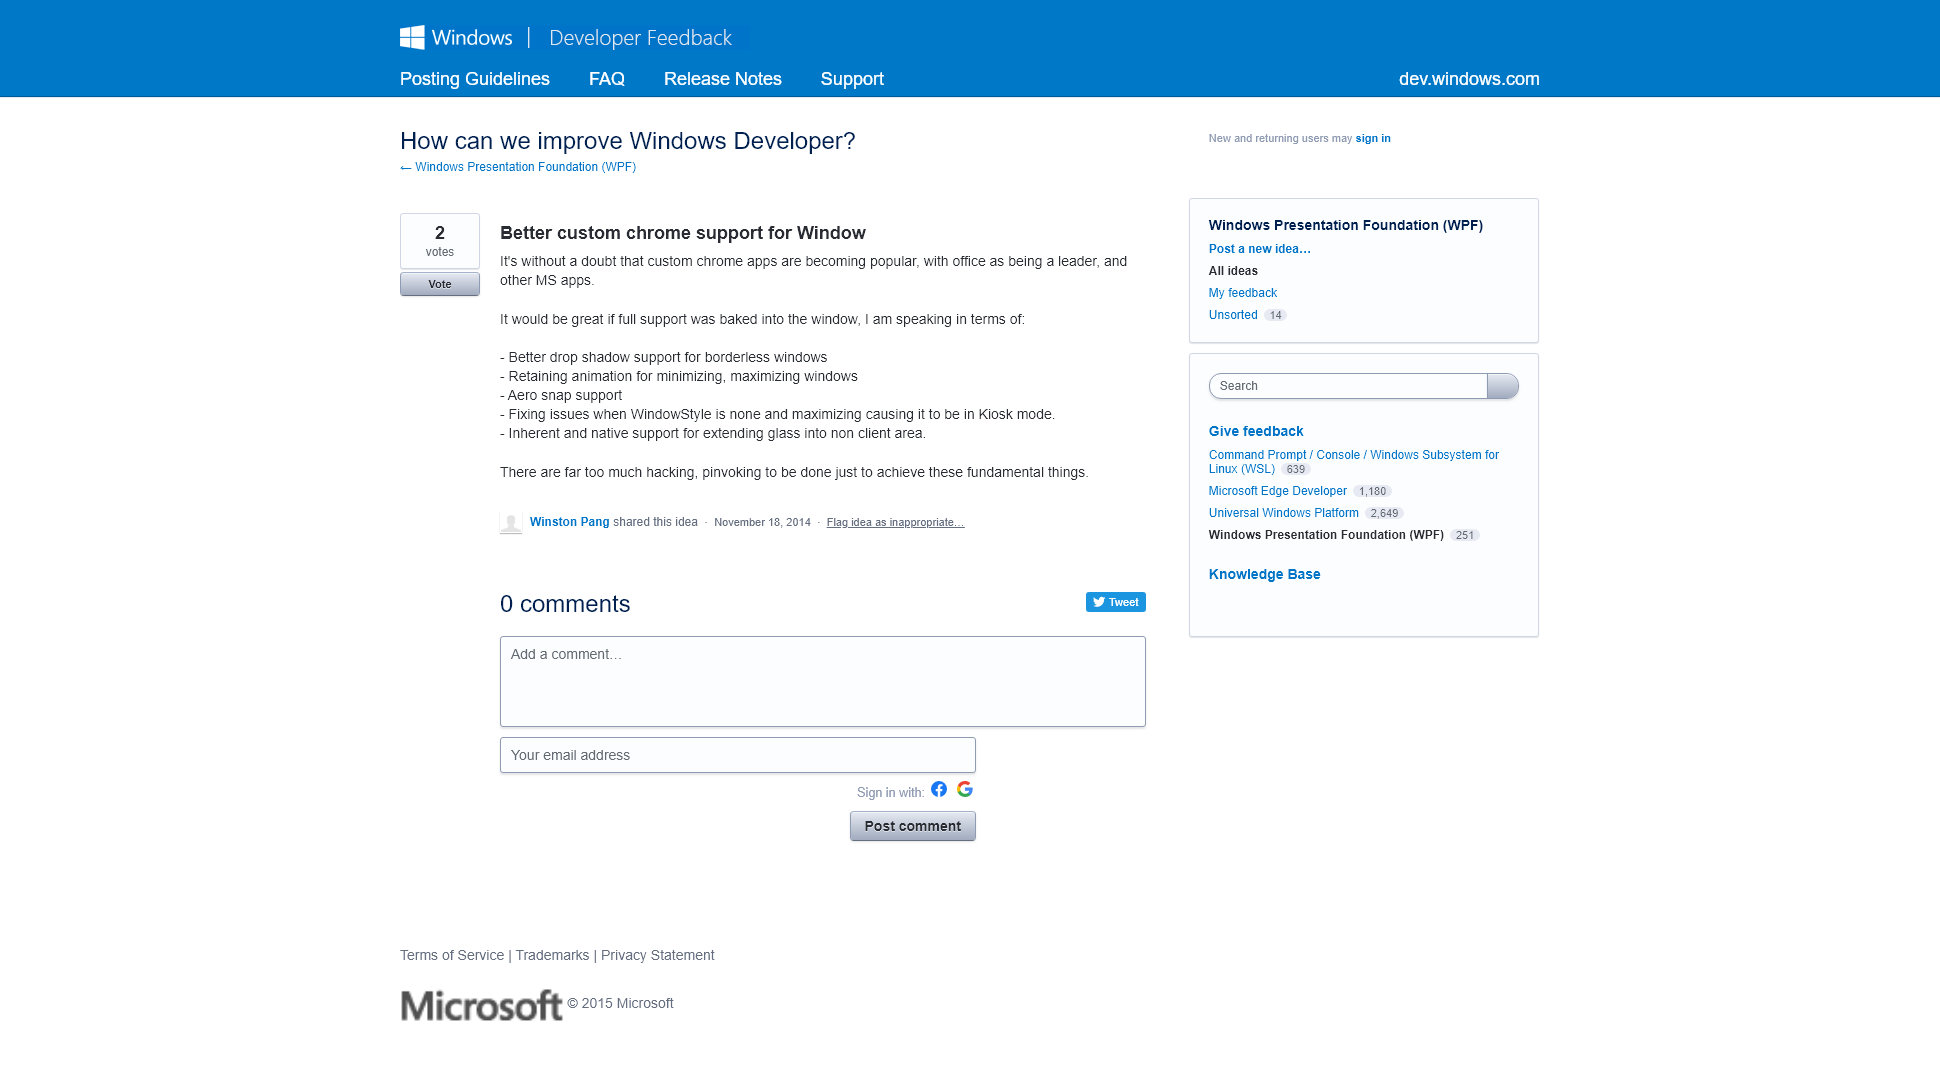 Windows | Developer Feedback
Posting Guidelines FAQ Release Notes Support dev.windows.com
How can we improve Windows Developer?
← Windows Presentation Foundation (WPF)
New and returning users may sign in
2
votes
Vote
Better custom chrome support for Window
It's without a doubt that custom chrome apps are becoming popular, with office as being a leader, and
other MS apps.
It would be great if full support was baked into the window, I am speaking in terms of:
- Better drop shadow support for borderless windows
- Retaining animation for minimizing, maximizing windows
- Aero snap support
- Fixing issues when WindowStyle is none and maximizing causing it to be in Kiosk mode.
- Inherent and native support for extending glass into non client area.
There are far too much hacking, pinvoking to be done just to achieve these fundamental things.
Winston Pang shared this idea · November 18, 2014 · Flag idea as inappropriate…
0 comments
Tweet
Add a comment…
Your email address
Sign in with:
Post comment
Windows Presentation Foundation (WPF)
Post a new idea…
All ideas
My feedback
Unsorted 14
Search
Give feedback
Command Prompt / Console / Windows Subsystem for
Linux (WSL) 639
Microsoft Edge Developer 1,180
Universal Windows Platform 2,649
Windows Presentation Foundation (WPF) 251
Knowledge Base
Terms of Service | Trademarks | Privacy Statement
Microsoft © 2015 Microsoft